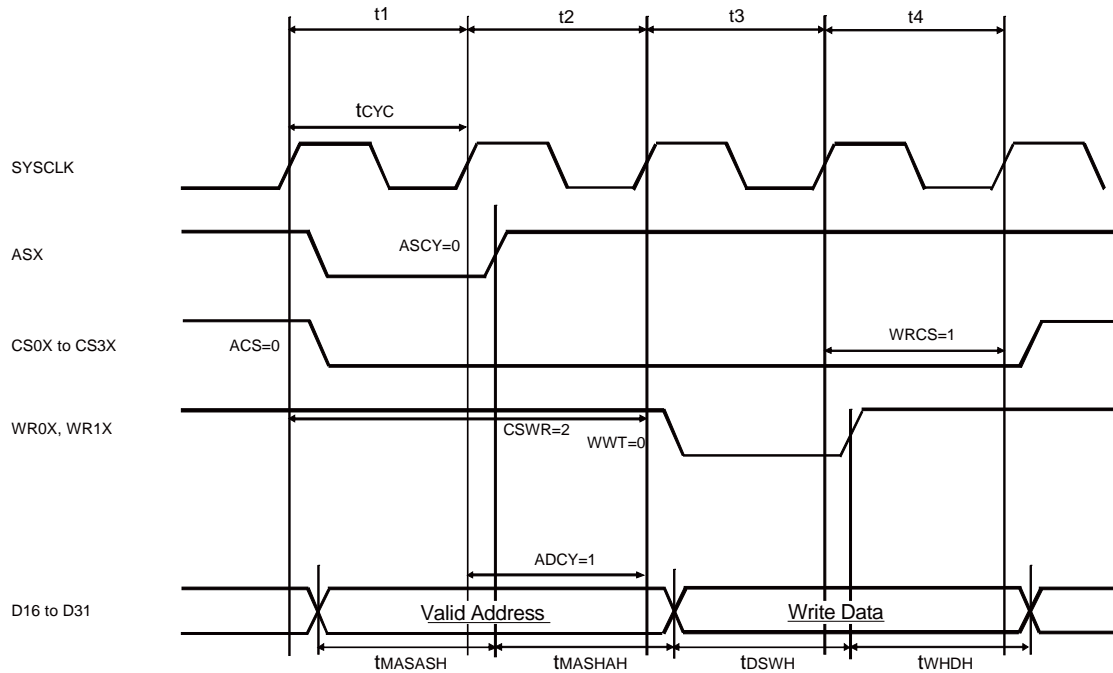 t1 t2 t3 t4
tCYC
SYSCLK
ASCY=0
ASX
CS0X to CS3X ACS=0 WRCS=1
WR0X, WR1X
CSWR=2
WWT=0
ADCY=1
D16 to D31 Valid Address Write Data
tMASASH tMASHAH tDSWH tWHDH